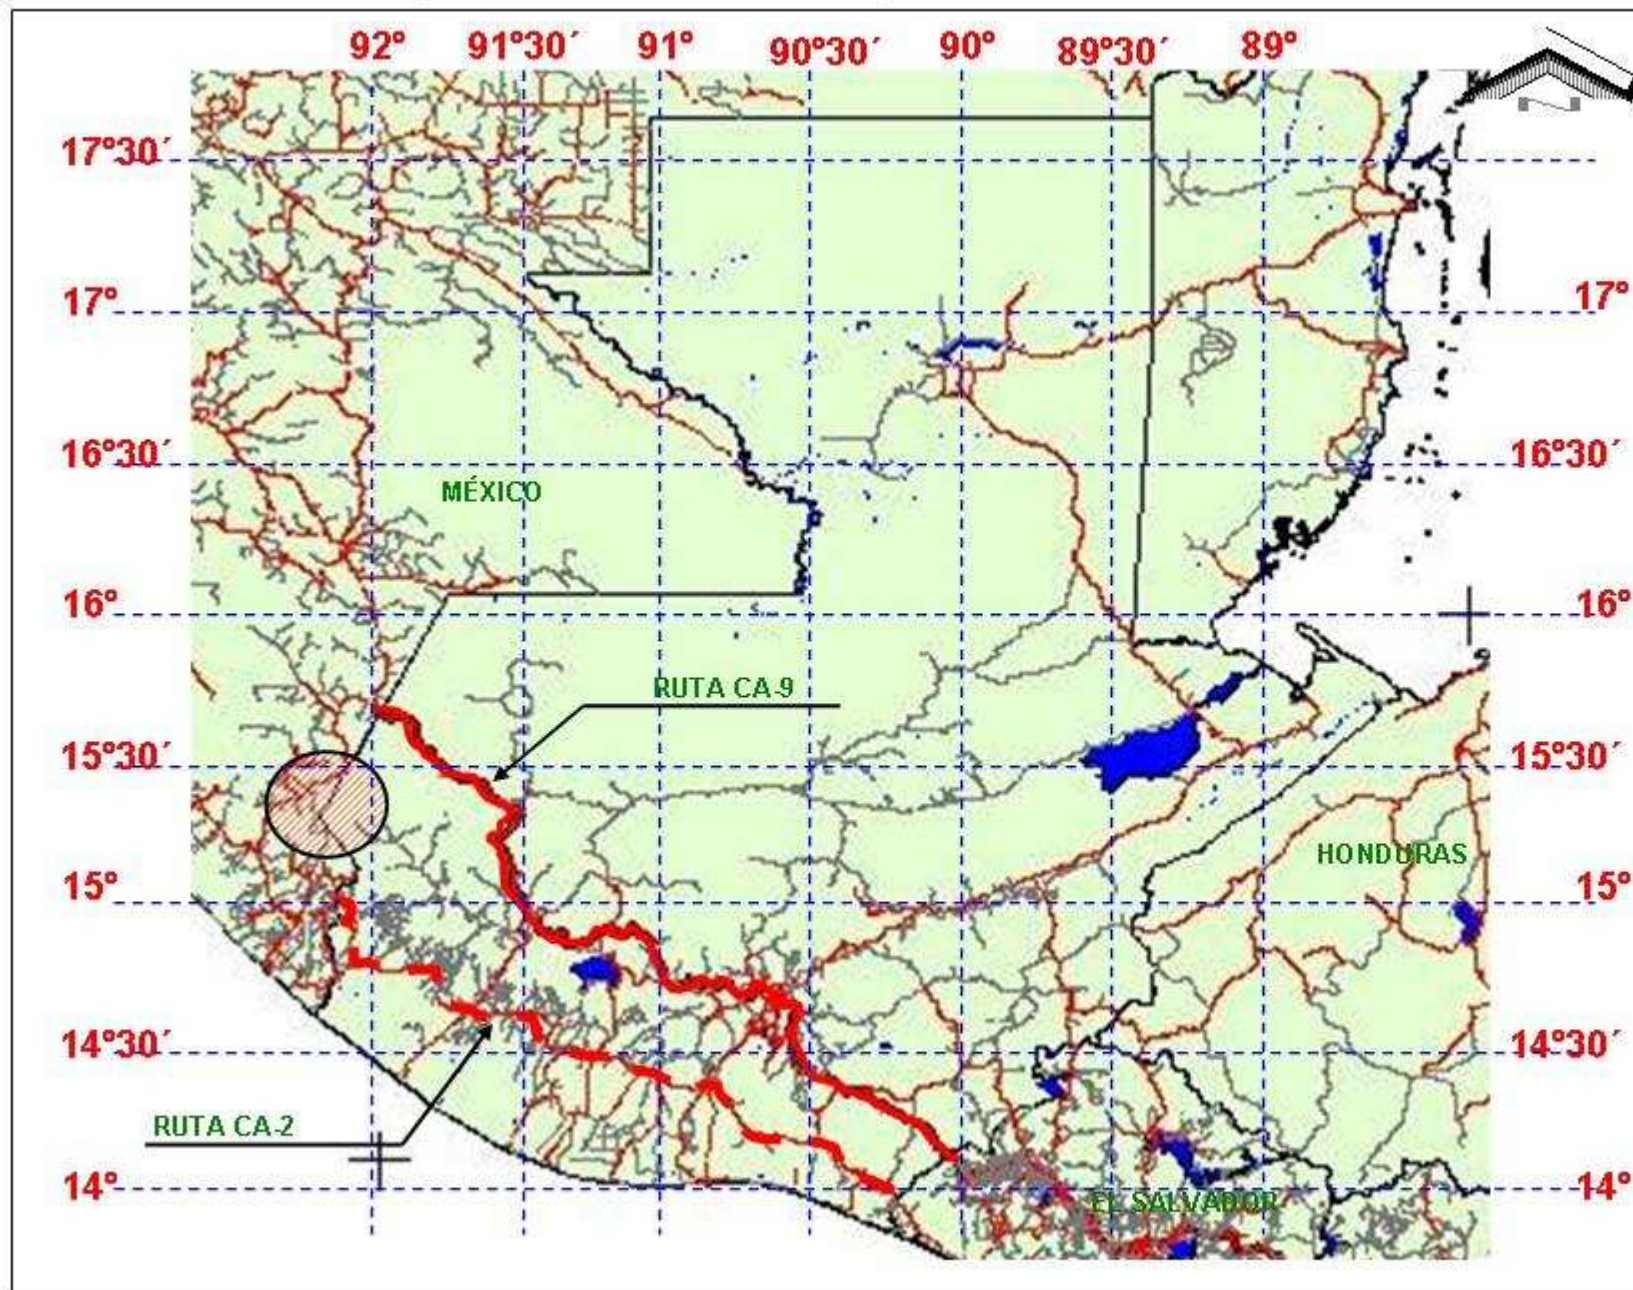 92° 91°30´ 91° 90°30´ 90° 89°30´ 89°
17°30´
17° 17°
16°30´ 16°30´
MÉXICO
16° 16°
RUTA CA-9
15°30´ 15°30´
HONDURAS
15° 15°
14°30´ 14°30´
RUTA CA-2
14° 14°
EL SALVADOR